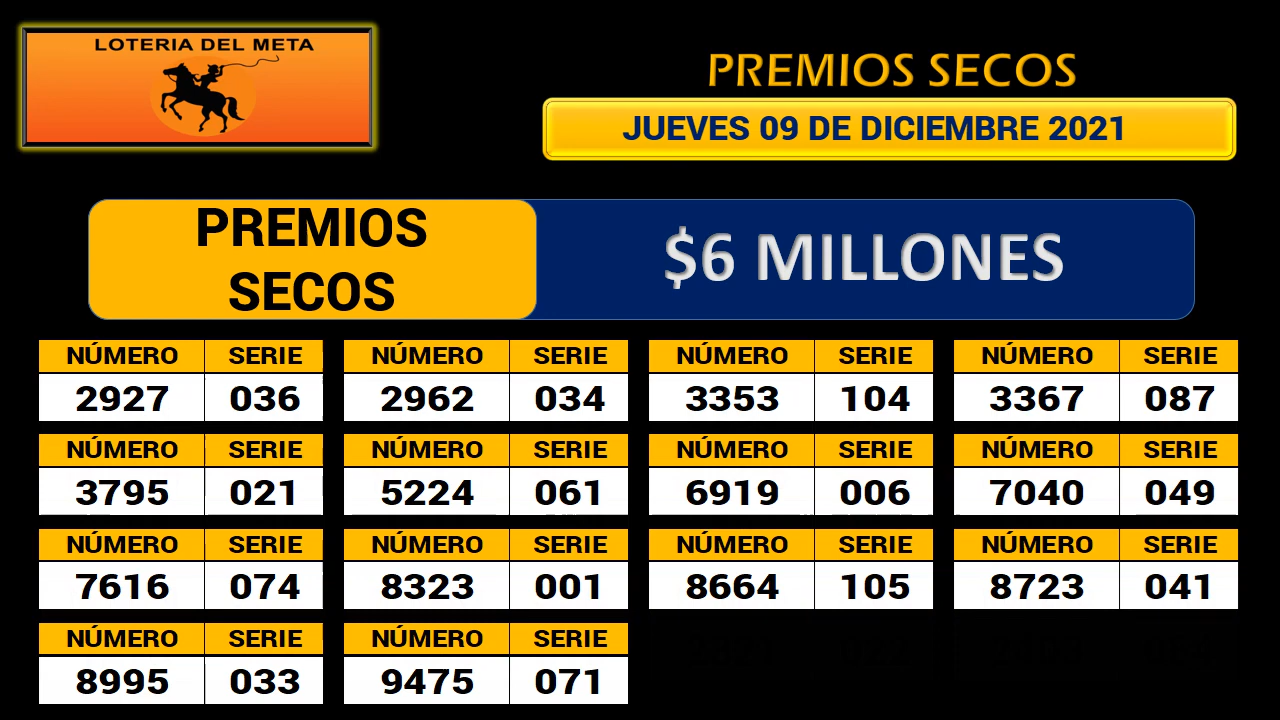 LOTERIA DEL META
PREMIOS SECOS
JUEVES 09 DE DICIEMBRE 2021
PREMIOS
SECOS
$6 MILLONES
NÚMERO SERIE NÚMERO SERIE NÚMERO SERIE NÚMERO SERIE
2927 036 2962 034 3353 104 3367 087
NÚMERO SERIE NÚMERO SERIE NÚMERO SERIE NÚMERO SERIE
3795 021 5224 061 6919 006 7040 049
NÚMERO SERIE NÚMERO SERIE NÚMERO SERIE NÚMERO SERIE
7616 074 8323 001 8664 105 8723 041
NÚMERO SERIE NÚMERO SERIE
8995 033 9475 071